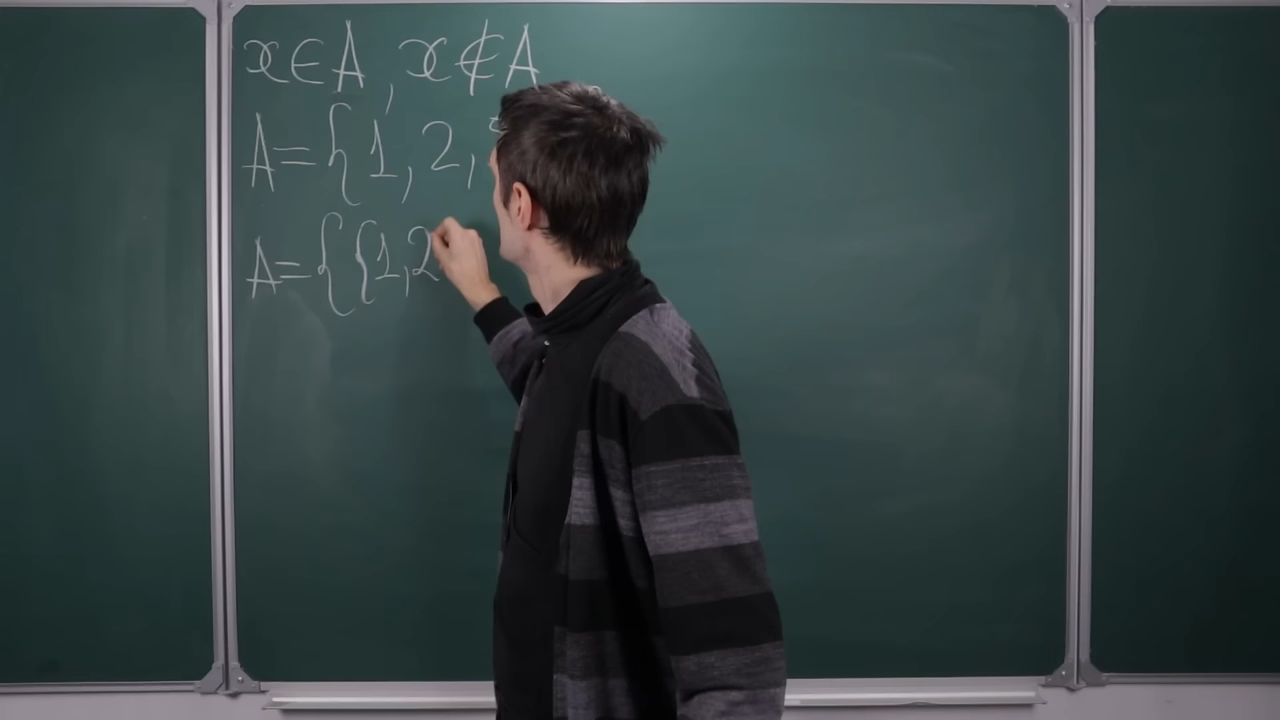 x∈A, x∉A
A={1, 2,
A={{1,2